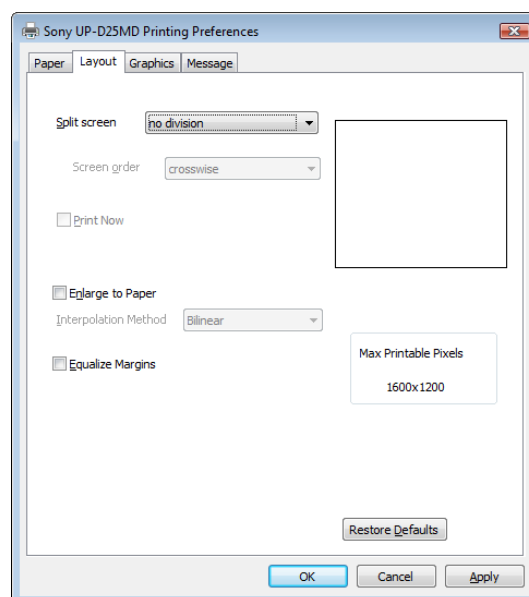 Sony UP-D25MD Printing Preferences
Paper Layout Graphics Message
Split screen no division
Screen order crosswise
Print Now
Enlarge to Paper
Interpolation Method Bilinear
Equalize Margins
Max Printable Pixels
1600x1200
Restore Defaults
OK Cancel Apply